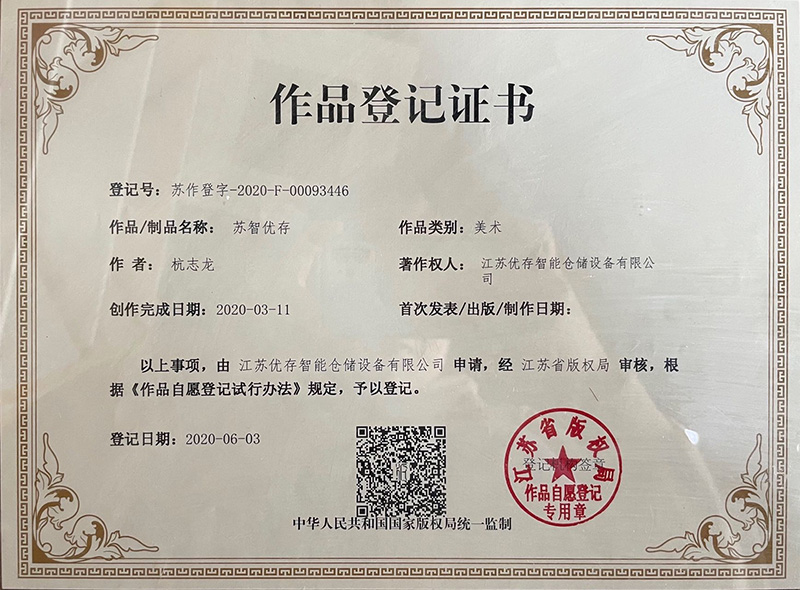 作品登记证书
登记号：苏作登字-2020-F-00093446
作品/制品名称：苏智优存
作品类别：美术
作 者：杭志龙
著作权人：江苏优存智能仓储设备有限公
司
创作完成日期：2020-03-11
首次发表/出版/制作日期：
以上事项，由 江苏优存智能仓储设备有限公司 申请，经 江苏省版权局 审核，根
据《作品自愿登记试行办法》规定，予以登记。
登记日期：2020-06-03
江苏省版权局
登记机构签章
作品自愿登记
专用章
中华人民共和国国家版权局统一监制